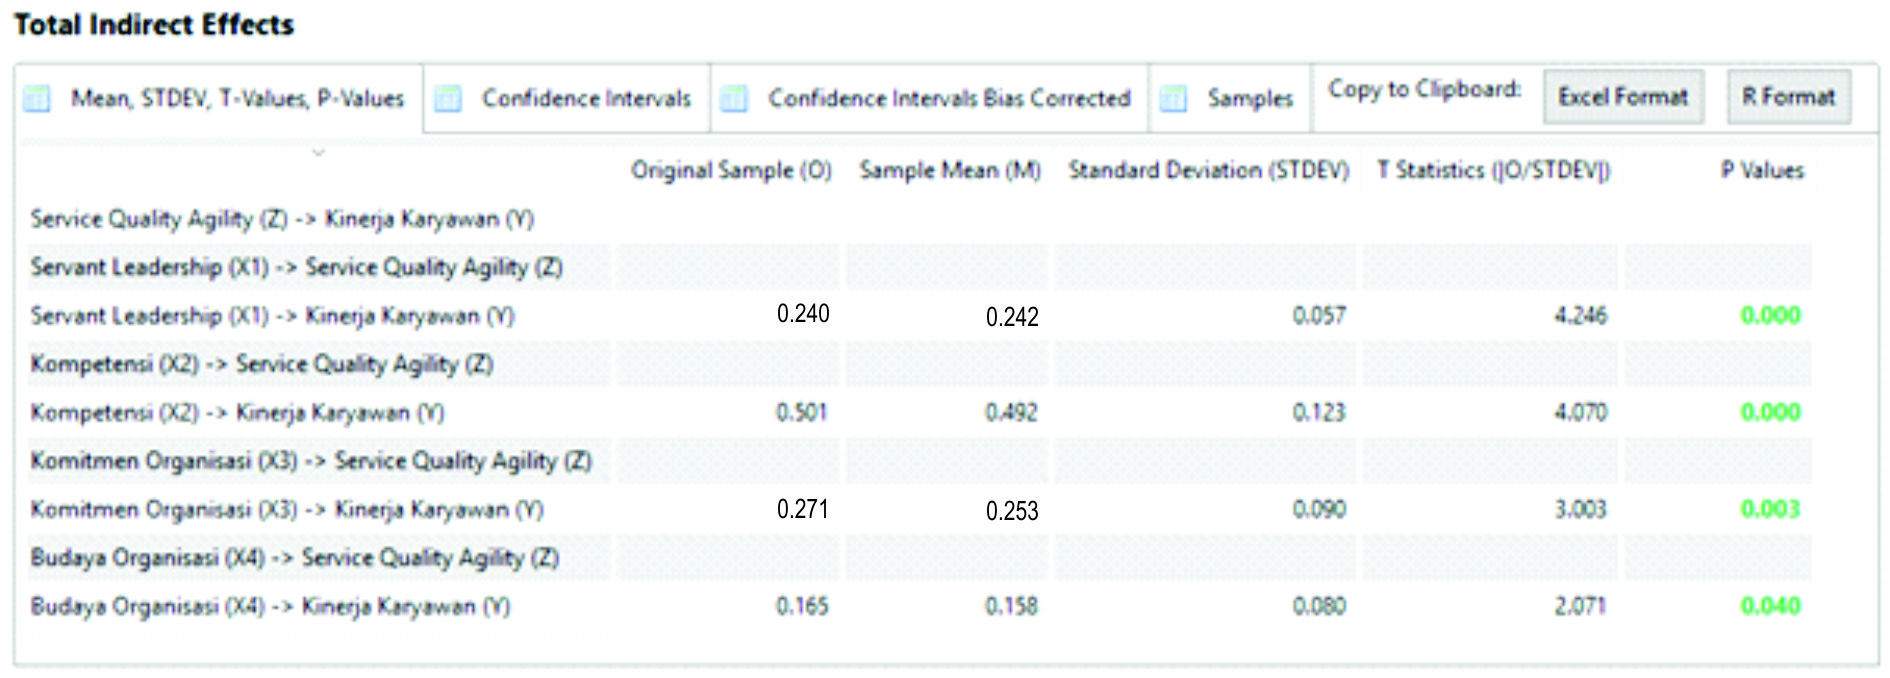 Total Indirect Effects
Mean, STDEV, T-Values, P-Values Confidence Intervals Confidence Intervals Bias Corrected Samples Copy to Clipboard: Excel Format R Format
Original Sample (O) Sample Mean (M) Standard Deviation (STDEV) T Statistics (|O/STDEV|) P Values
Service Quality Agility (Z) -> Kinerja Karyawan (Y)
Servant Leadership (X1) -> Service Quality Agility (Z)
Servant Leadership (X1) -> Kinerja Karyawan (Y) 0.240 0.242 0.057 4.246 0.000
Kompetensi (X2) -> Service Quality Agility (Z)
Kompetensi (X2) -> Kinerja Karyawan (Y) 0.501 0.492 0.123 4.070 0.000
Komitmen Organisasi (X3) -> Service Quality Agility (Z)
Komitmen Organisasi (X3) -> Kinerja Karyawan (Y) 0.271 0.253 0.090 3.003 0.003
Budaya Organisasi (X4) -> Service Quality Agility (Z)
Budaya Organisasi (X4) -> Kinerja Karyawan (Y) 0.165 0.158 0.080 2.071 0.040